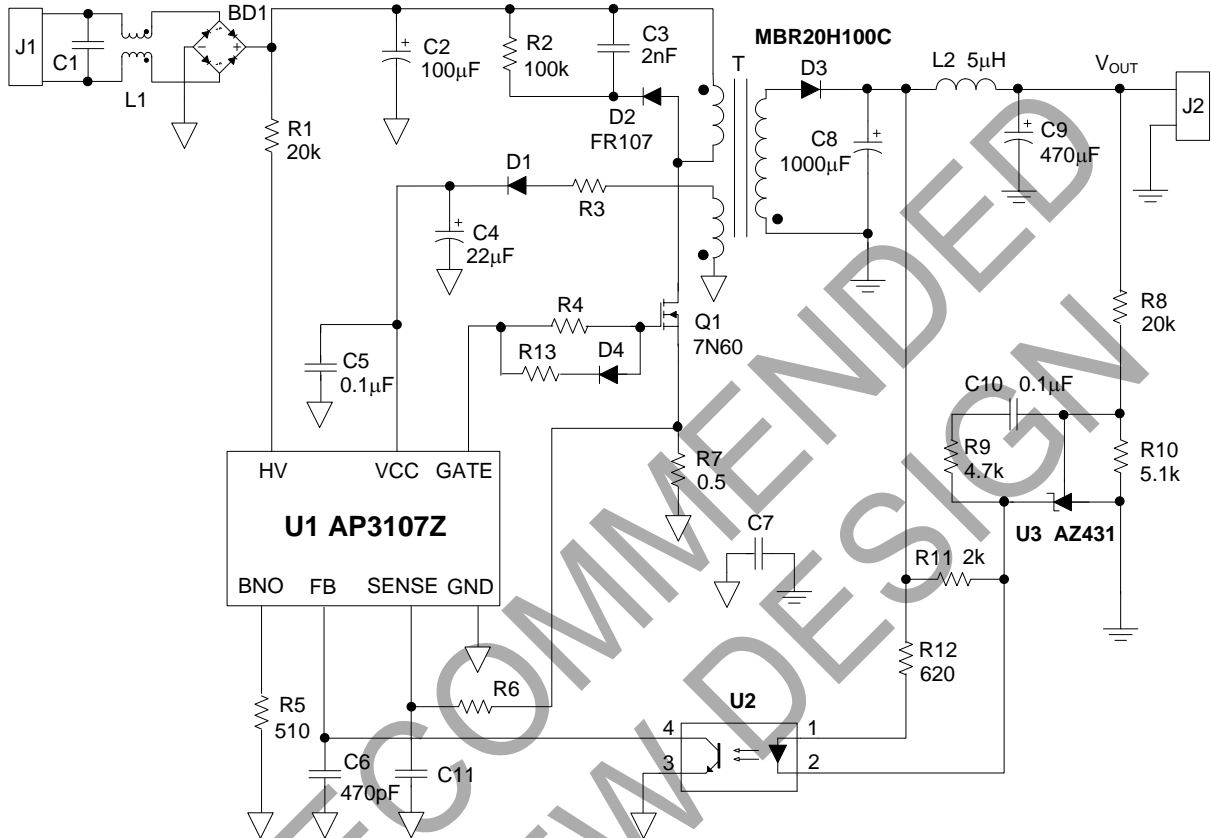 BD1
J1
C1
L1
R1
20k
C2
100µF
R2
100k
C3
2nF
D2
FR107
T
MBR20H100C
D3
L2 5µH
VOUT
J2
C8
1000µF
C9
470µF
D1
R3
C4
22µF
C5
0.1µF
R4
R13
D4
Q1
7N60
R8
20k
C10 0.1µF
R9
4.7k
R10
5.1k
U3 AZ431
HV VCC GATE
U1 AP3107Z
BNO FB SENSE GND
R7
0.5
C7
R11 2k
R12
620
R5
510
R6
C6
470pF
C11
U2
4
3
1
2
ECOMMENDED
EW DESIGN